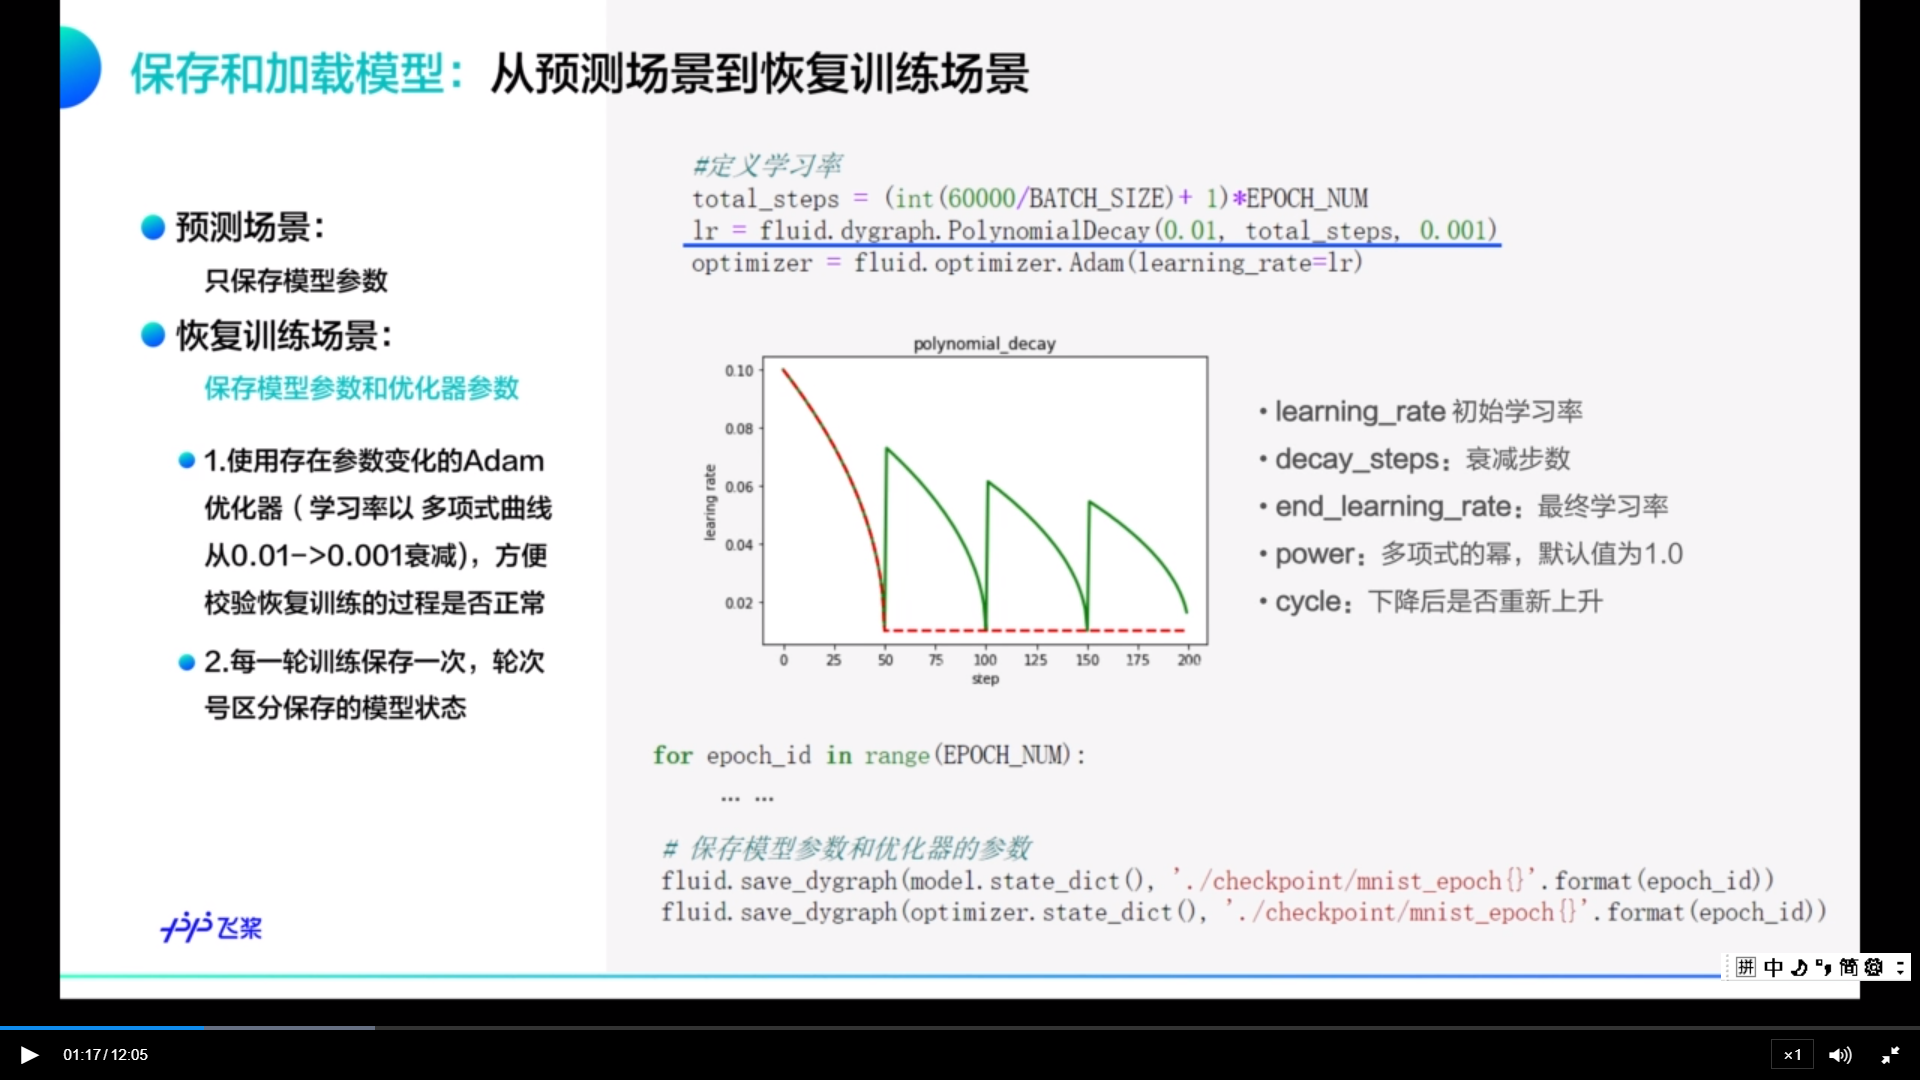 保存和加载模型：从预测场景到恢复训练场景
预测场景：
只保存模型参数
恢复训练场景：
保存模型参数和优化器参数
1.使用存在参数变化的Adam
优化器（学习率以 多项式曲线
从0.01->0.001衰减)，方便
校验恢复训练的过程是否正常
2.每一轮训练保存一次，轮次
号区分保存的模型状态
飞桨
#定义学习率
total_steps = (int(60000/BATCH_SIZE)+ 1)*EPOCH_NUM
lr = fluid.dygraph.PolynomialDecay(0.01, total_steps, 0.001)
optimizer = fluid.optimizer.Adam(learning_rate=lr)
polynomial_decay
0.10
0.08
0.06
0.04
0.02
learing rate
0 25 50 75 100 125 150 175 200
step
• learning_rate 初始学习率
• decay_steps：衰减步数
• end_learning_rate：最终学习率
• power：多项式的幂，默认值为1.0
• cycle：下降后是否重新上升
for epoch_id in range(EPOCH_NUM):
... ...
# 保存模型参数和优化器的参数
fluid.save_dygraph(model.state_dict(), './checkpoint/mnist_epoch{}'.format(epoch_id))
fluid.save_dygraph(optimizer.state_dict(), './checkpoint/mnist_epoch{}'.format(epoch_id))
拼 中 简
01:17/12:05
×1